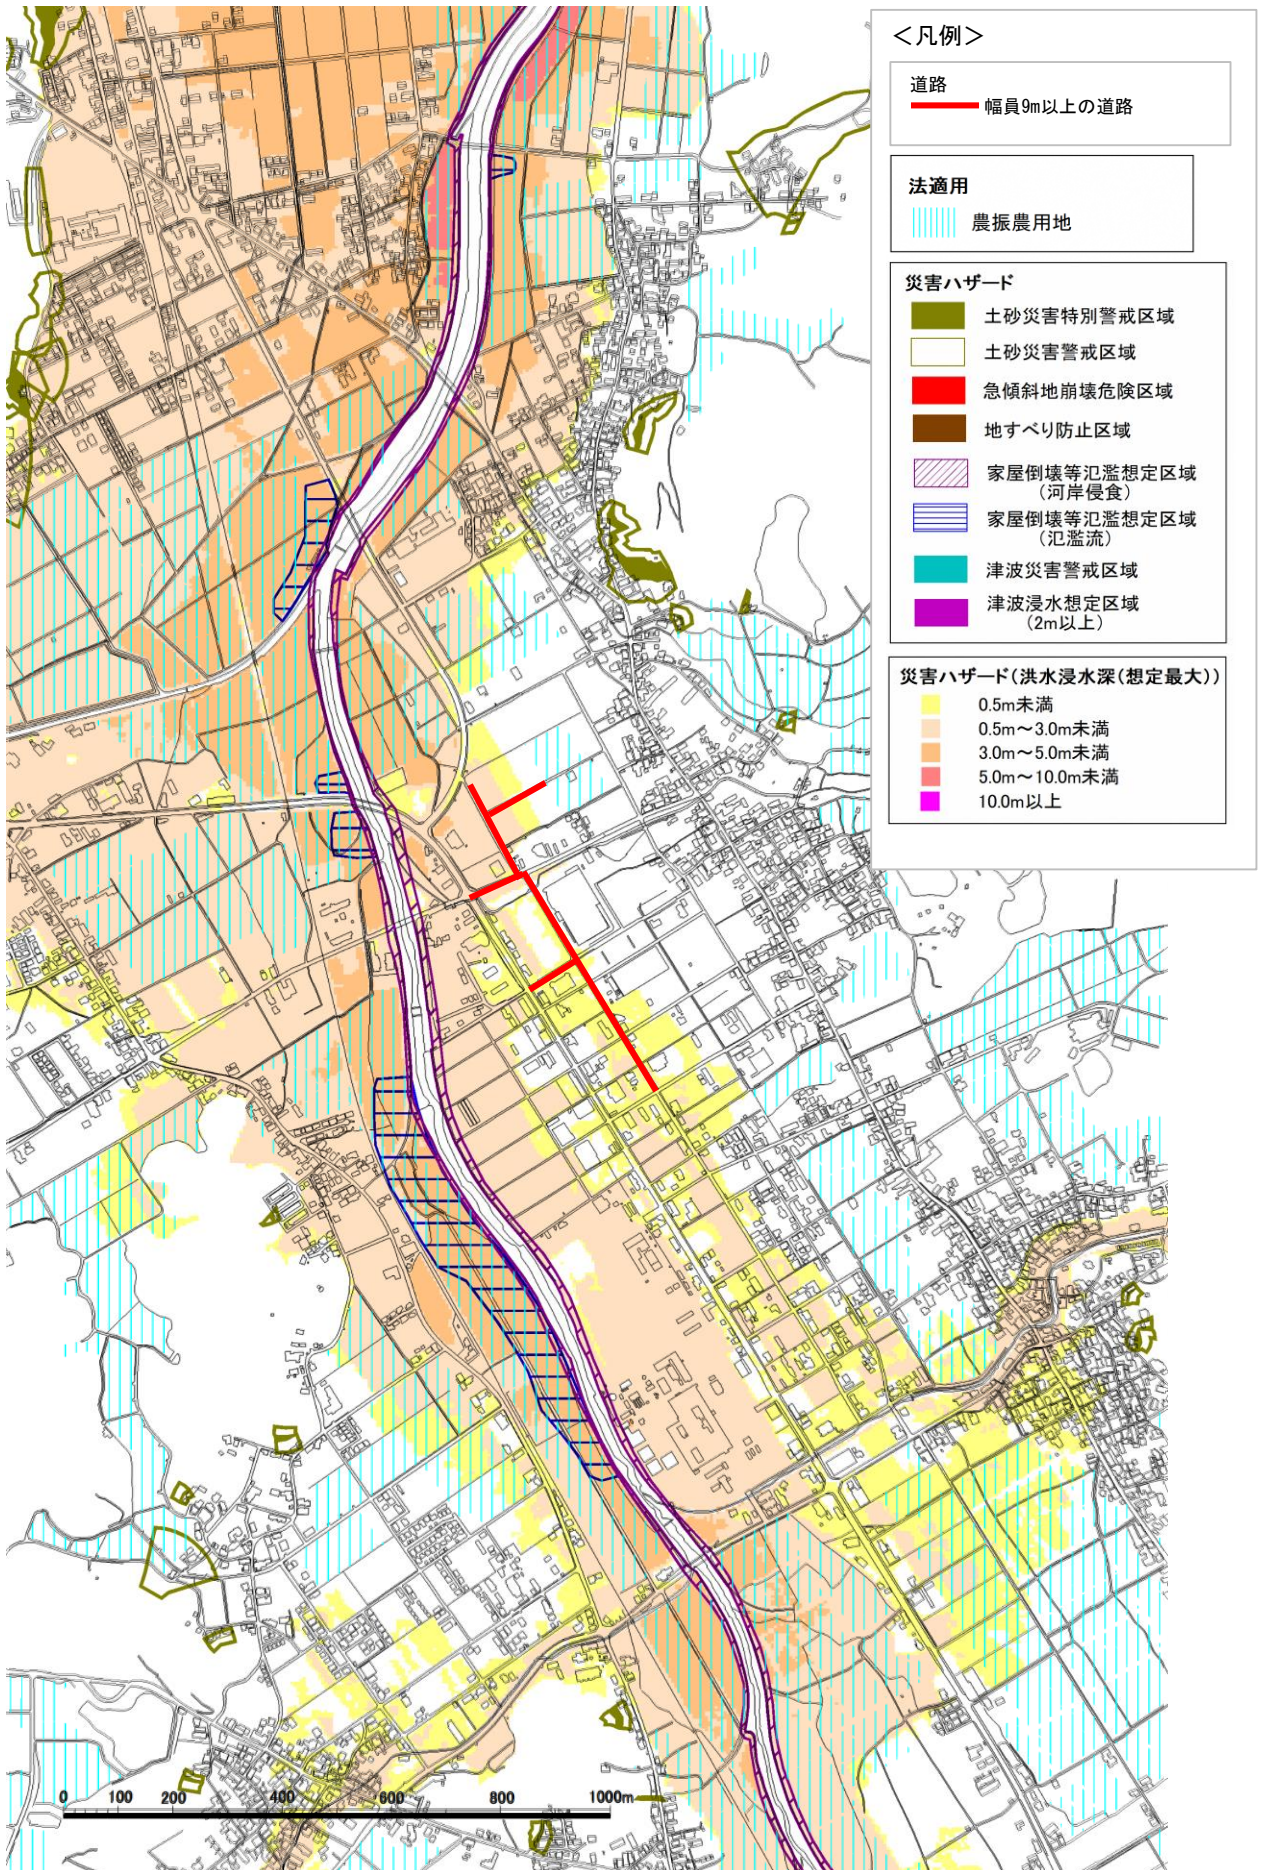 ＜凡例＞
道路
幅員9m以上の道路
法適用
農振農用地
災害ハザード
土砂災害特別警戒区域
土砂災害警戒区域
急傾斜地崩壊危険区域
地すべり防止区域
家屋倒壊等氾濫想定区域
（河岸侵食）
家屋倒壊等氾濫想定区域
（氾濫流）
津波災害警戒区域
津波浸水想定区域
（2m以上）
災害ハザード（洪水浸水深（想定最大））
0.5m未満
0.5m～3.0m未満
3.0m～5.0m未満
5.0m～10.0m未満
10.0m以上
0 100 200 400 600 800 1000m